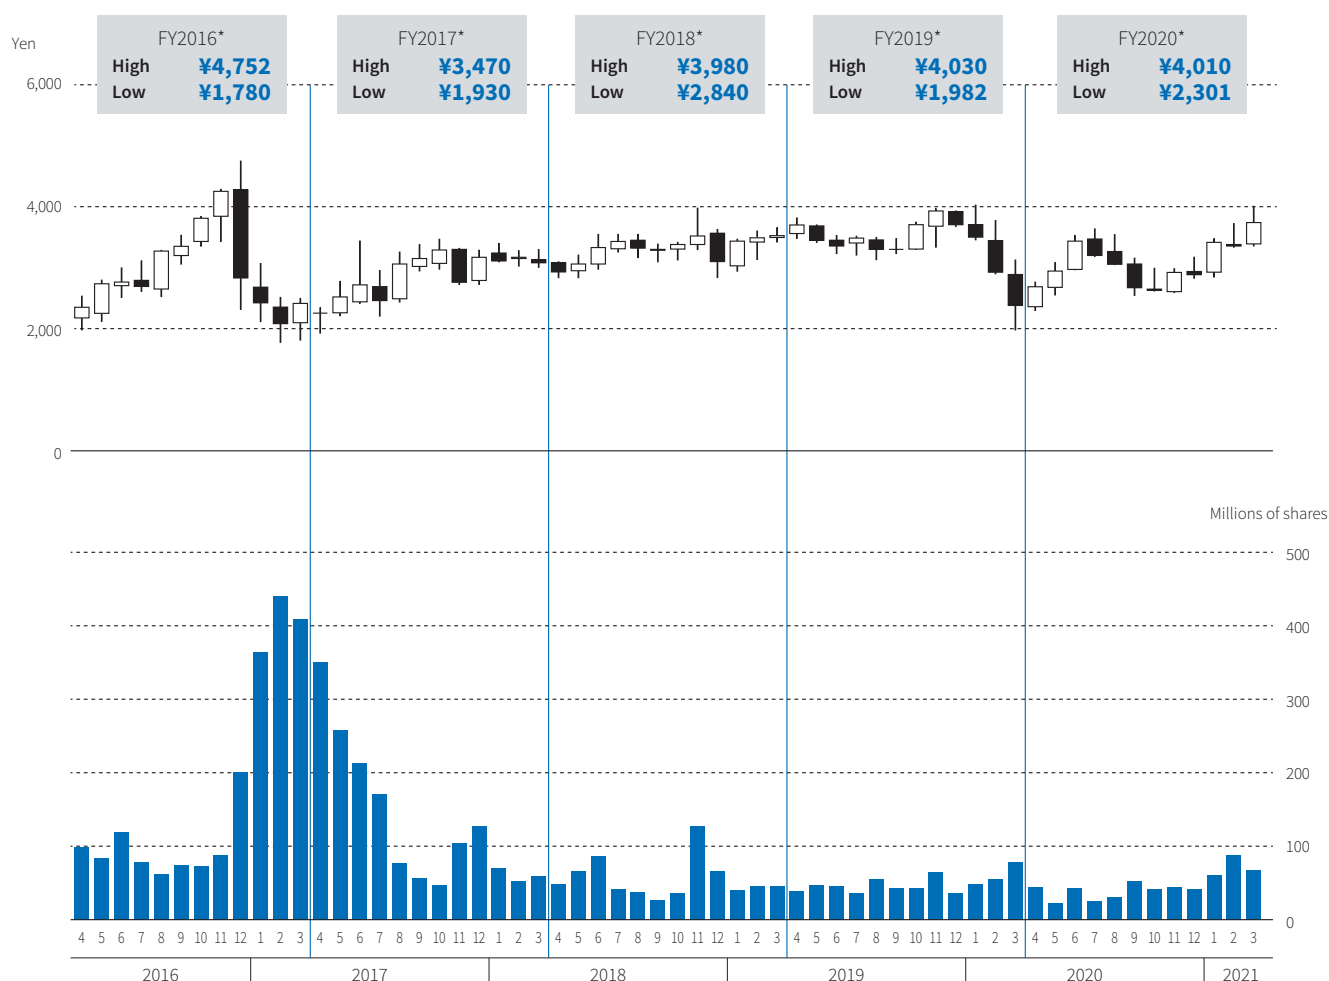 Yen
FY2016*
High ¥4,752
Low ¥1,780
FY2017*
High ¥3,470
Low ¥1,930
FY2018*
High ¥3,980
Low ¥2,840
FY2019*
High ¥4,030
Low ¥1,982
FY2020*
High ¥4,010
Low ¥2,301
6,000
4,000
2,000
0
Millions of shares
500
400
300
200
100
0
4 5 6 7 8 9 10 11 12 1 2 3 4 5 6 7 8 9 10 11 12 1 2 3 4 5 6 7 8 9 10 11 12 1 2 3 4 5 6 7 8 9 10 11 12 1 2 3 4 5 6 7 8 9 10 11 12 1 2 3
2016 2017 2018 2019 2020 2021